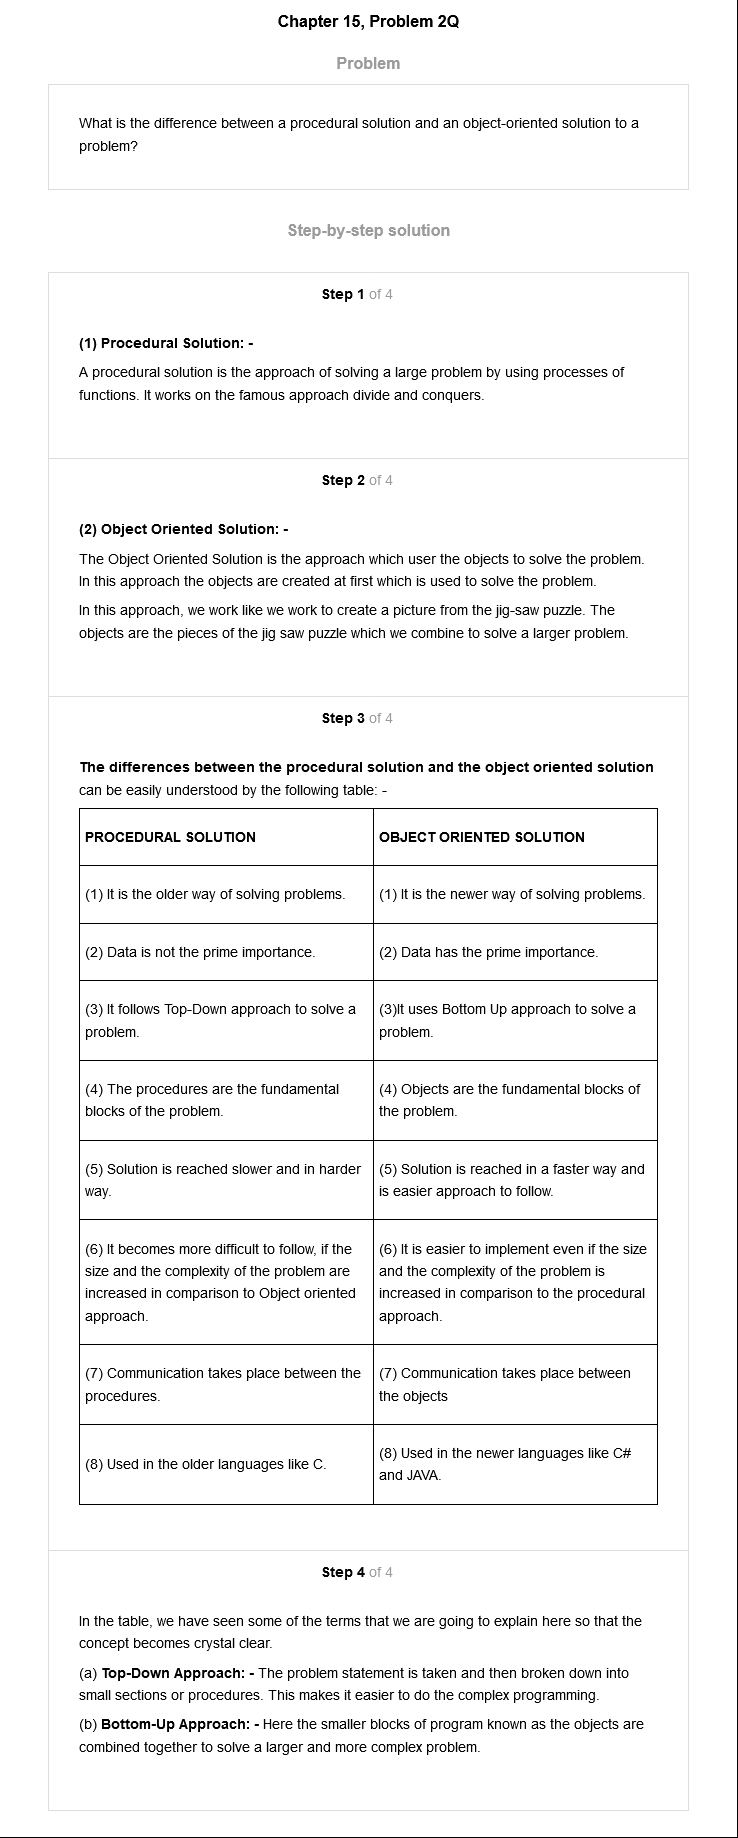 Chapter 15, Problem 2Q
Problem
What is the difference between a procedural solution and an object-oriented solution to a
problem?
Step-by-step solution
Step 1 of 4
(1) Procedural Solution: -
A procedural solution is the approach of solving a large problem by using processes of
functions. It works on the famous approach divide and conquers.
Step 2 of 4
(2) Object Oriented Solution: -
The Object Oriented Solution is the approach which user the objects to solve the problem.
In this approach the objects are created at first which is used to solve the problem.
In this approach, we work like we work to create a picture from the jig-saw puzzle. The
objects are the pieces of the jig saw puzzle which we combine to solve a larger problem.
Step 3 of 4
The differences between the procedural solution and the object oriented solution
can be easily understood by the following table: -
PROCEDURAL SOLUTION
OBJECT ORIENTED SOLUTION
(1) It is the older way of solving problems.
(1) It is the newer way of solving problems.
(2) Data is not the prime importance.
(2) Data has the prime importance.
(3) It follows Top-Down approach to solve a
problem.
(3)It uses Bottom Up approach to solve a
problem.
(4) The procedures are the fundamental
blocks of the problem.
(4) Objects are the fundamental blocks of
the problem.
(5) Solution is reached slower and in harder
way.
(5) Solution is reached in a faster way and
is easier approach to follow.
(6) It becomes more difficult to follow, if the
size and the complexity of the problem are
increased in comparison to Object oriented
approach.
(6) It is easier to implement even if the size
and the complexity of the problem is
increased in comparison to the procedural
approach.
(7) Communication takes place between the
procedures.
(7) Communication takes place between
the objects
(8) Used in the older languages like C.
(8) Used in the newer languages like C#
and JAVA.
Step 4 of 4
In the table, we have seen some of the terms that we are going to explain here so that the
concept becomes crystal clear.
(a) Top-Down Approach: - The problem statement is taken and then broken down into
small sections or procedures. This makes it easier to do the complex programming.
(b) Bottom-Up Approach: - Here the smaller blocks of program known as the objects are
combined together to solve a larger and more complex problem.